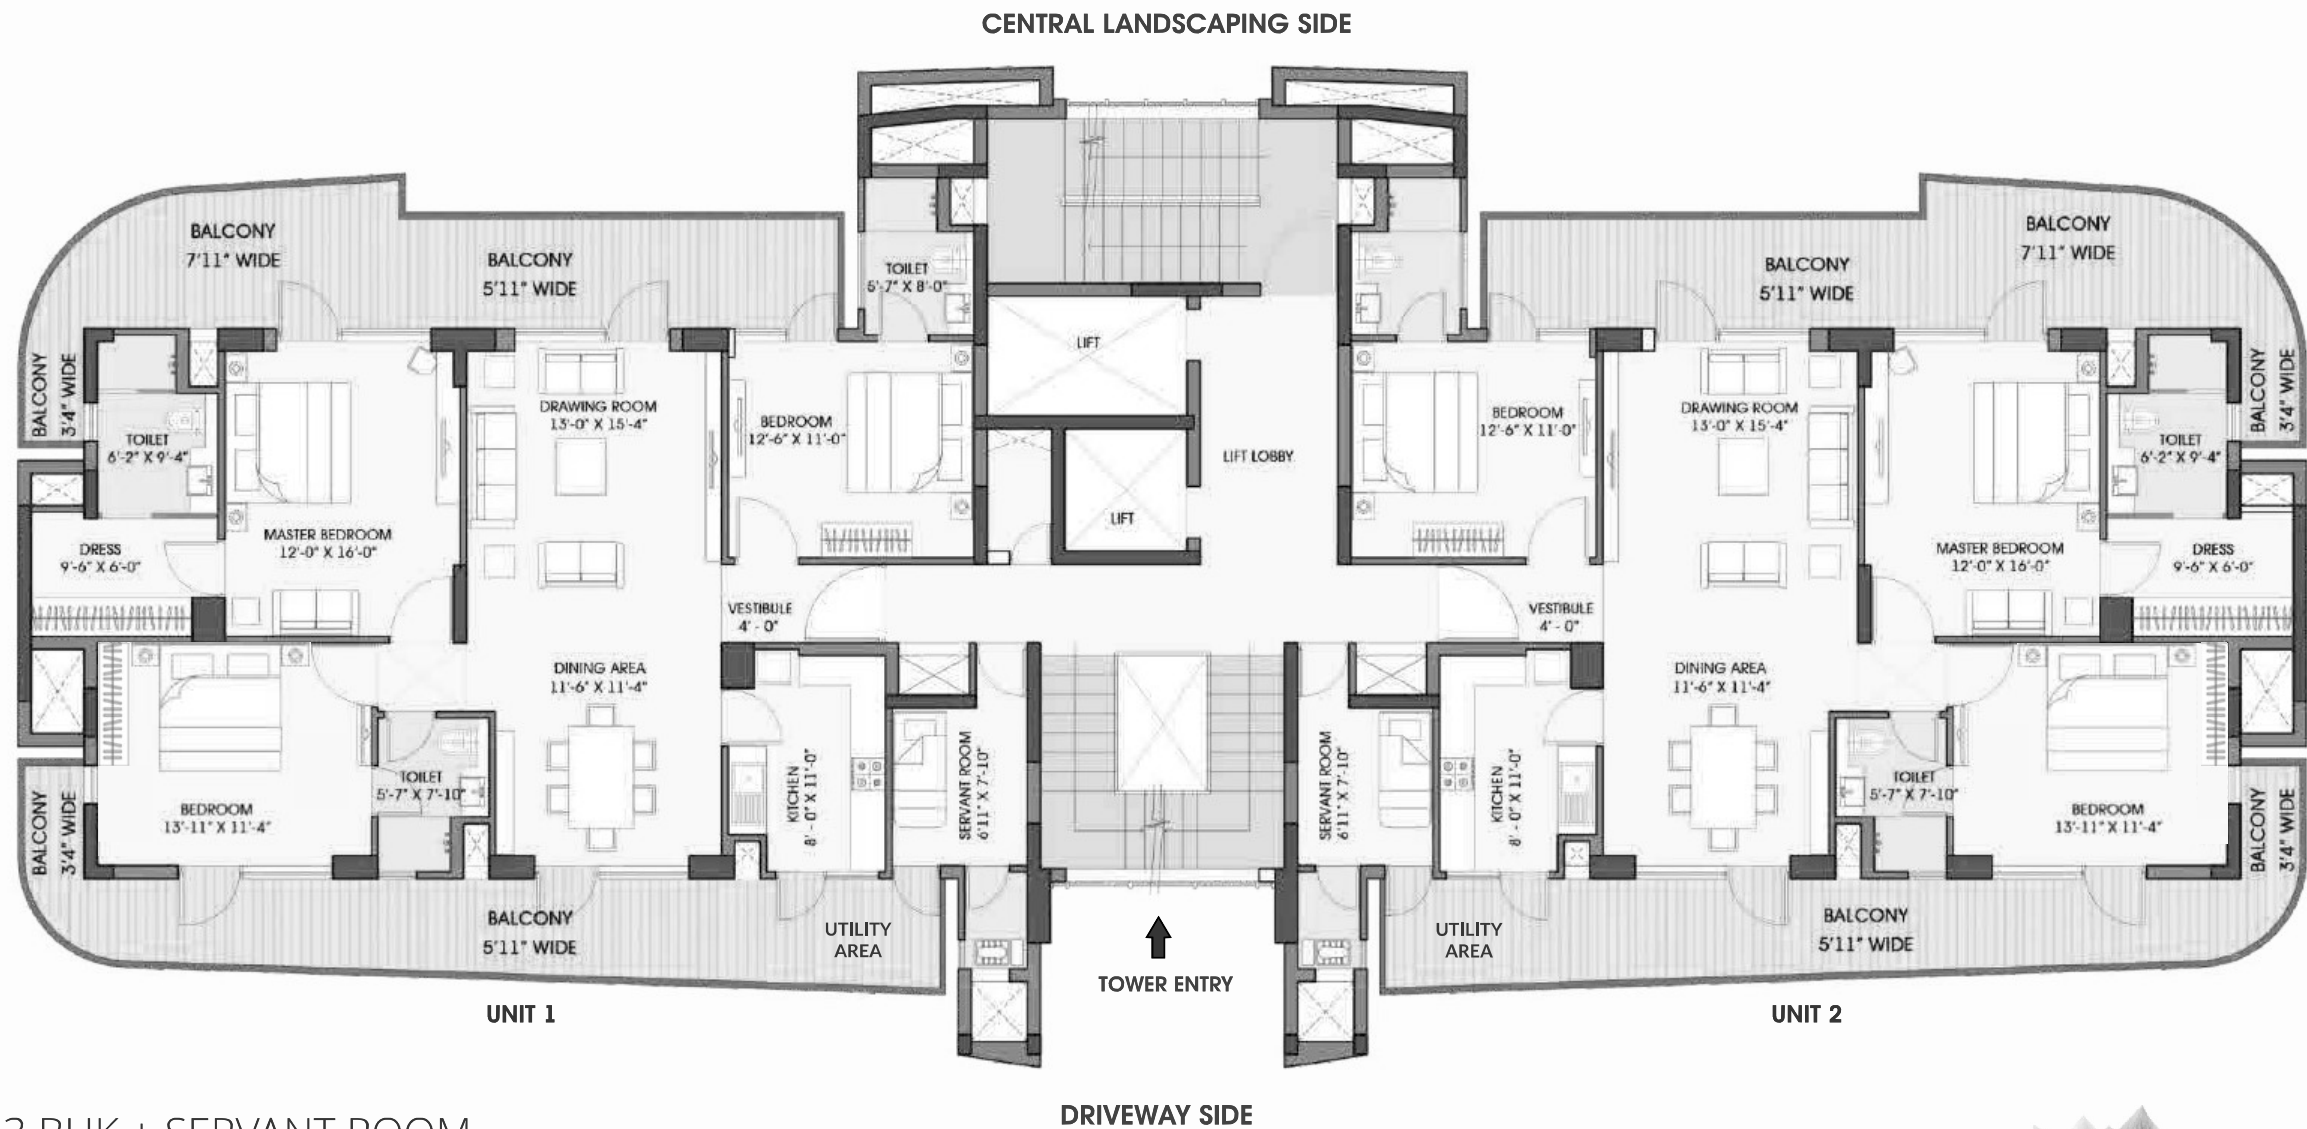 CENTRAL LANDSCAPING SIDE
BALCONY
7'11" WIDE
BALCONY
5'11" WIDE
TOILET
5'-7" X 8'-0"
BALCONY
3'4" WIDE
TOILET
6'-2" X 9'-4"
DRESS
9'-6" X 6'-0"
MASTER BEDROOM
12'-0" X 16'-0"
DRAWING ROOM
13'-0" X 15'-4"
BEDROOM
12'-6" X 11'-0"
VESTIBULE
4' - 0"
DINING AREA
11'-6" X 11'-4"
BEDROOM
13'-11" X 11'-4"
TOILET
5'-7" X 7'-10"
KITCHEN
8' - 0" X 11'-0"
SERVANT ROOM
6'11" X 7'-10"
BALCONY
3'4" WIDE
BALCONY
5'11" WIDE
UTILITY
AREA
UNIT 1
LIFT
LIFT
LIFT LOBBY
TOWER ENTRY
BALCONY
5'11" WIDE
BALCONY
7'11" WIDE
BALCONY
3'4" WIDE
BEDROOM
12'-6" X 11'-0"
DRAWING ROOM
13'-0" X 15'-4"
MASTER BEDROOM
12'-0" X 16'-0"
TOILET
6'-2" X 9'-4"
DRESS
9'-6" X 6'-0"
VESTIBULE
4' - 0"
DINING AREA
11'-6" X 11'-4"
SERVANT ROOM
6'11" X 7'-10"
KITCHEN
8' - 0" X 11'-0"
TOILET
5'-7" X 7'-10"
BEDROOM
13'-11" X 11'-4"
BALCONY
3'4" WIDE
UTILITY
AREA
BALCONY
5'11" WIDE
UNIT 2
DRIVEWAY SIDE
BHK + SERVANT ROOM